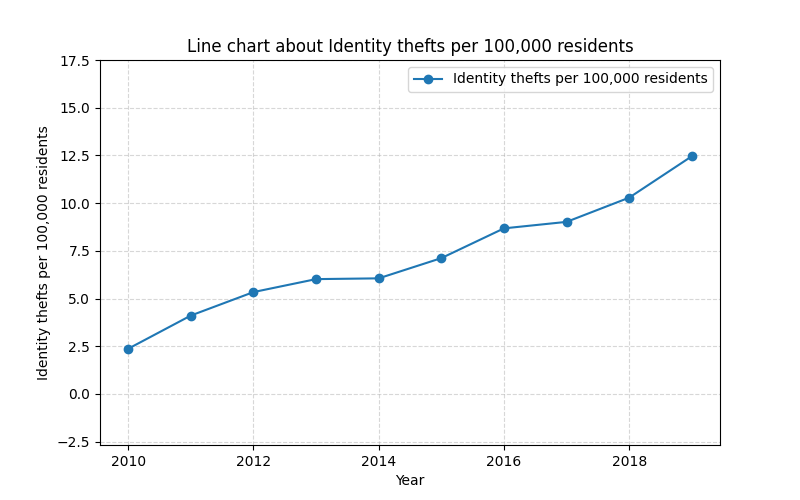 Line chart about Identity thefts per 100,000 residents
Identity thefts per 100,000 residents
17.5
15.0
12.5
10.0
7.5
5.0
2.5
0.0
−2.5
Identity thefts per 100,000 residents
2010 2012 2014 2016 2018
Year